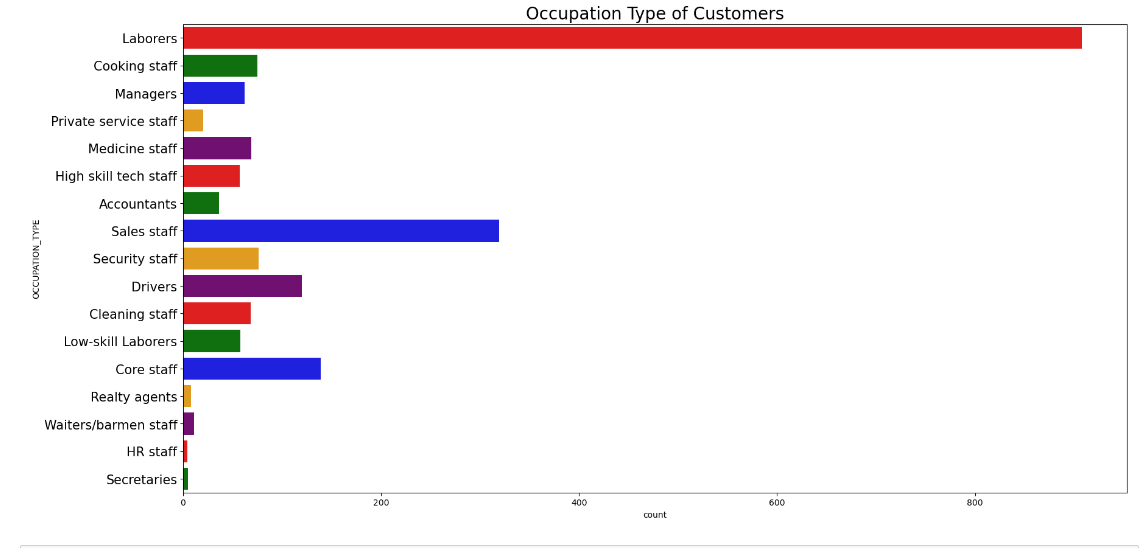 Occupation Type of Customers
Laborers
Cooking staff
Managers
Private service staff
Medicine staff
High skill tech staff
Accountants
Sales staff
Security staff
Drivers
Cleaning staff
Low-skill Laborers
Core staff
Realty agents
Waiters/barmen staff
HR staff
Secretaries
OCCUPATION_TYPE
0 200 400 600 800
count